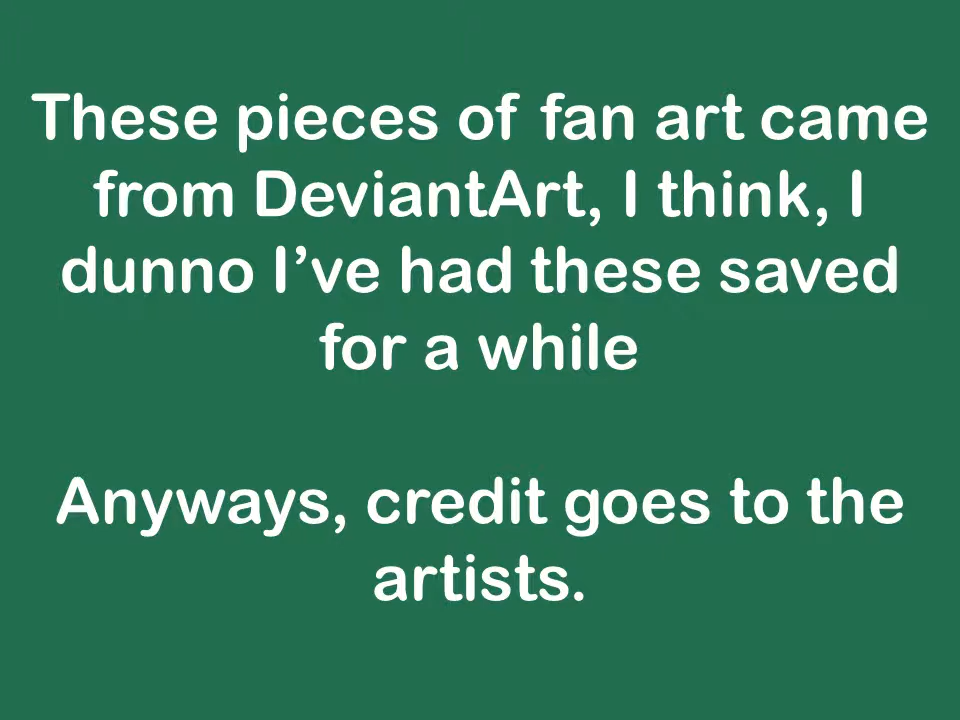 These pieces of fan art came
from DeviantArt, I think, I
dunno I’ve had these saved
for a while
Anyways, credit goes to the
artists.